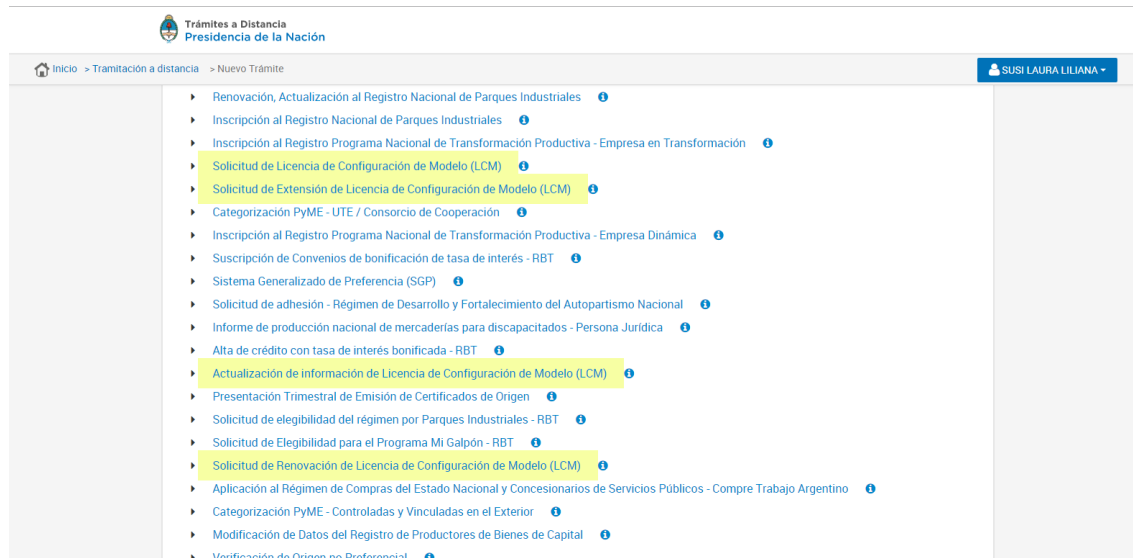 Trámites a Distancia
Presidencia de la Nación
Inicio > Tramitación a distancia > Nuevo Trámite
SUSI LAURA LILIANA
Renovación, Actualización al Registro Nacional de Parques Industriales
Inscripción al Registro Nacional de Parques Industriales
Inscripción al Registro Programa Nacional de Transformación Productiva - Empresa en Transformación
Solicitud de Licencia de Configuración de Modelo (LCM)
Solicitud de Extensión de Licencia de Configuración de Modelo (LCM)
Categorización PyME - UTE / Consorcio de Cooperación
Inscripción al Registro Programa Nacional de Transformación Productiva - Empresa Dinámica
Suscripción de Convenios de bonificación de tasa de interés - RBT
Sistema Generalizado de Preferencia (SGP)
Solicitud de adhesión - Régimen de Desarrollo y Fortalecimiento del Autopartismo Nacional
Informe de producción nacional de mercaderías para discapacitados - Persona Jurídica
Alta de crédito con tasa de interés bonificada - RBT
Actualización de información de Licencia de Configuración de Modelo (LCM)
Presentación Trimestral de Emisión de Certificados de Origen
Solicitud de elegibilidad del régimen por Parques Industriales - RBT
Solicitud de Elegibilidad para el Programa Mi Galpón - RBT
Solicitud de Renovación de Licencia de Configuración de Modelo (LCM)
Aplicación al Régimen de Compras del Estado Nacional y Concesionarios de Servicios Públicos - Compre Trabajo Argentino
Categorización PyME - Controladas y Vinculadas en el Exterior
Modificación de Datos del Registro de Productores de Bienes de Capital
Verificación de Origen no Preferencial